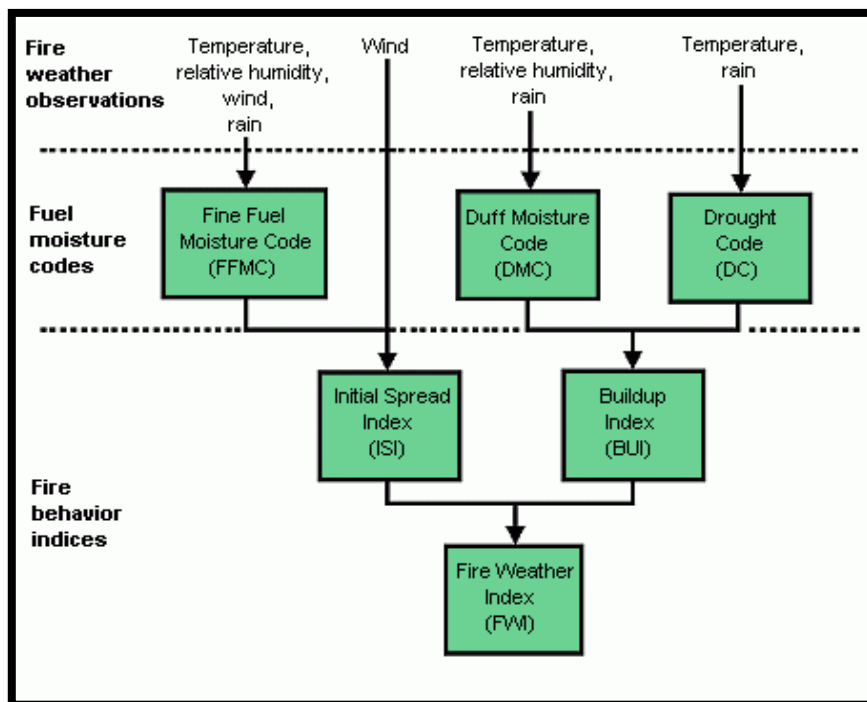 Fire
weather
observations
Temperature,
relative humidity,
wind,
rain
Wind
Temperature,
relative humidity,
rain
Temperature,
rain
Fuel
moisture
codes
Fine Fuel
Moisture Code
(FFMC)
Duff Moisture
Code
(DMC)
Drought
Code
(DC)
Fire
behavior
indices
Initial Spread
Index
(ISI)
Buildup
Index
(BUI)
Fire Weather
Index
(FWI)